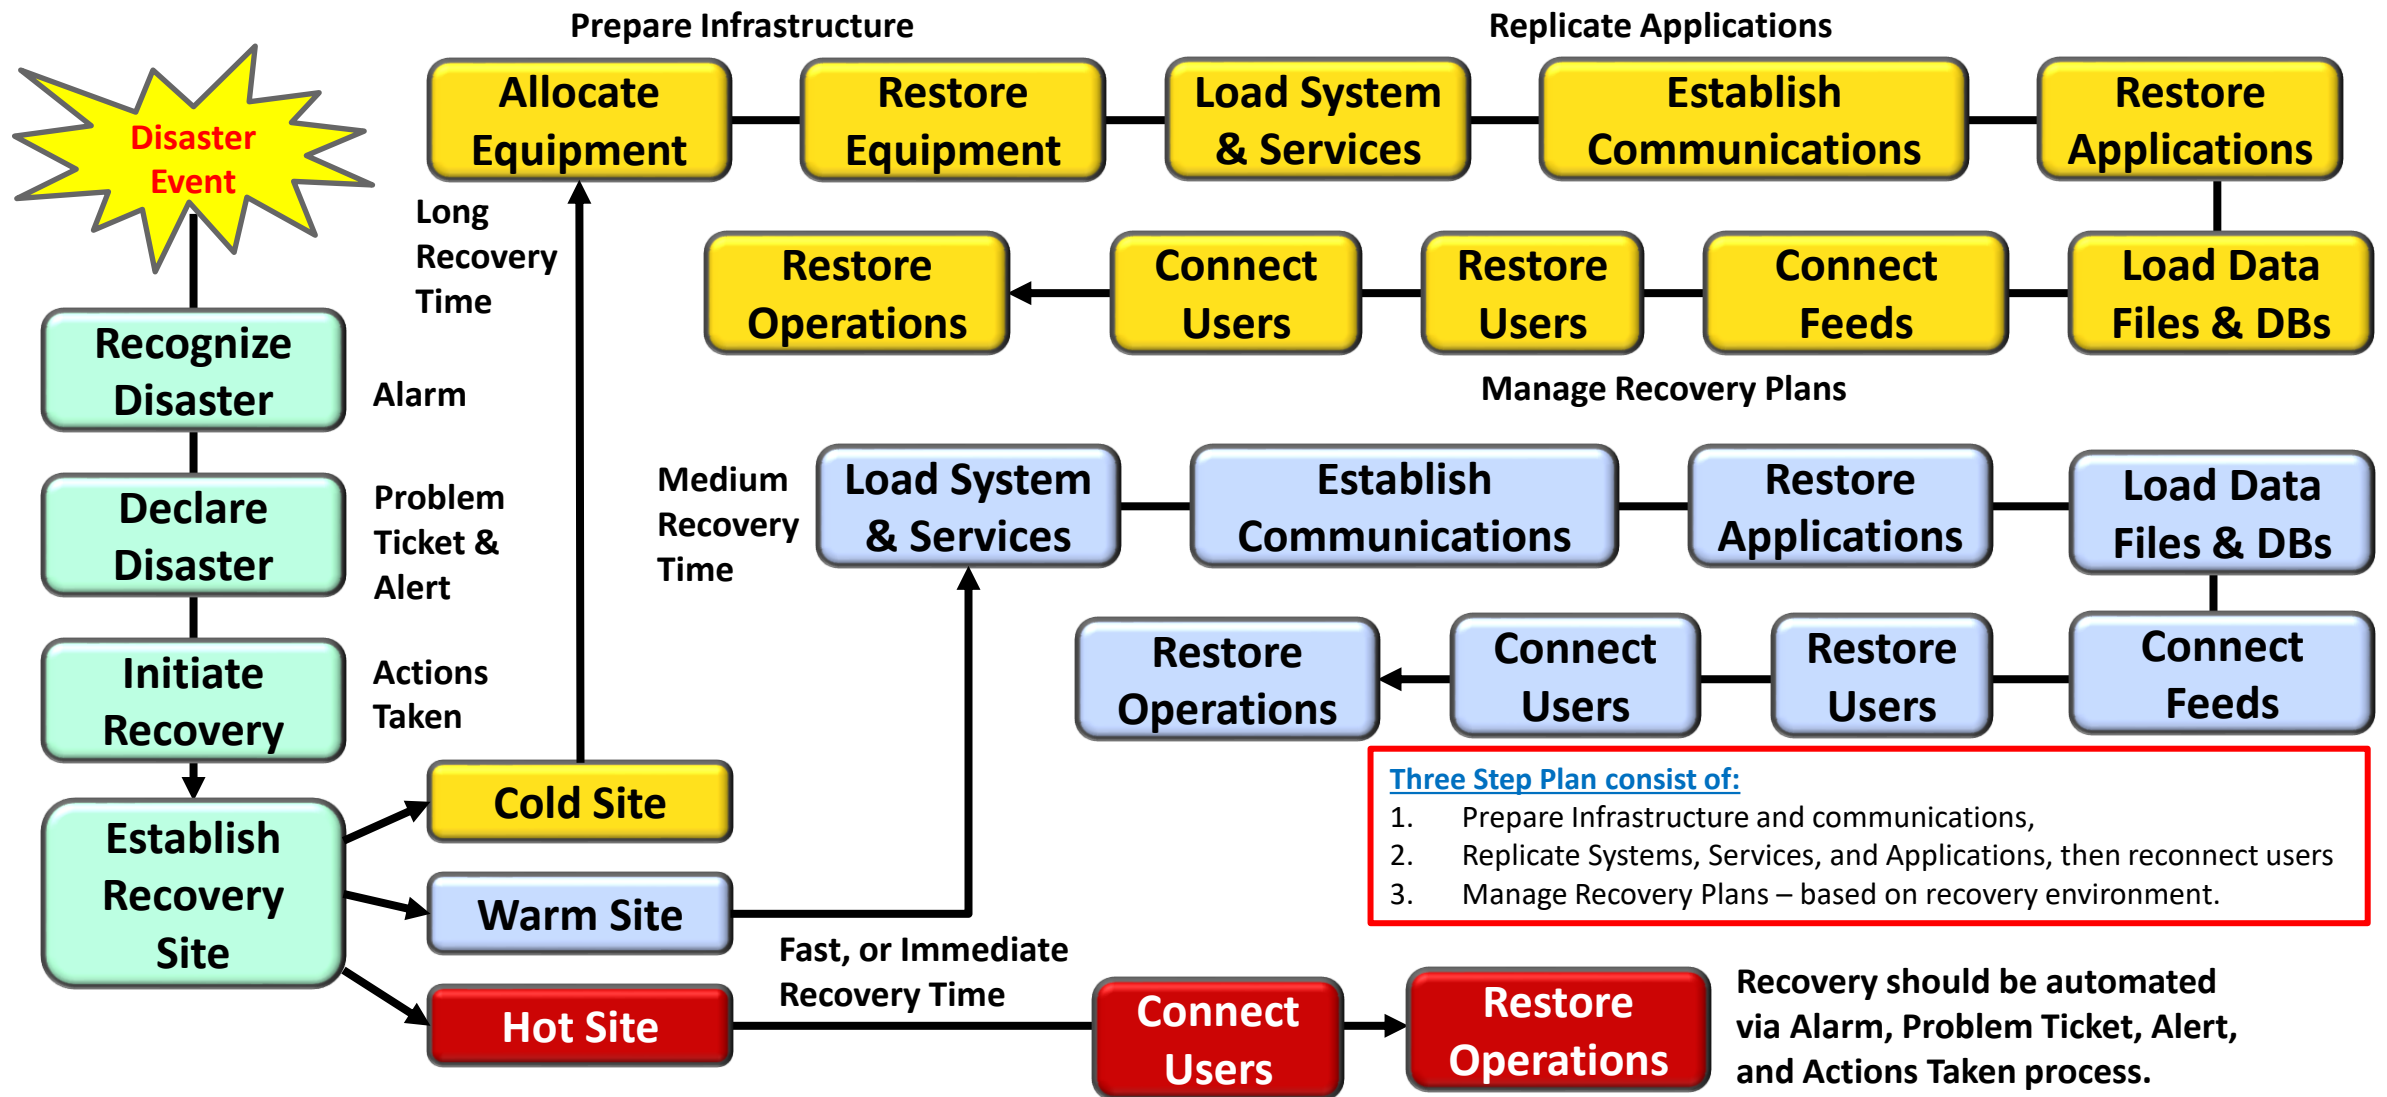 Prepare Infrastructure
Replicate Applications
Disaster
Event
Allocate
Equipment
Restore
Equipment
Load System
& Services
Establish
Communications
Restore
Applications
Long
Recovery
Time
Restore
Operations
Connect
Users
Restore
Users
Connect
Feeds
Load Data
Files & DBs
Manage Recovery Plans
Recognize
Disaster
Alarm
Declare
Disaster
Problem
Ticket &
Alert
Initiate
Recovery
Actions
Taken
Establish
Recovery
Site
Cold Site
Warm Site
Hot Site
Medium
Recovery
Time
Load System
& Services
Establish
Communications
Restore
Applications
Load Data
Files & DBs
Restore
Operations
Connect
Users
Restore
Users
Connect
Feeds
Three Step Plan consist of:
1. Prepare Infrastructure and communications,
2. Replicate Systems, Services, and Applications, then reconnect users
3. Manage Recovery Plans – based on recovery environment.
Fast, or Immediate
Recovery Time
Connect
Users
Restore
Operations
Recovery should be automated
via Alarm, Problem Ticket, Alert,
and Actions Taken process.